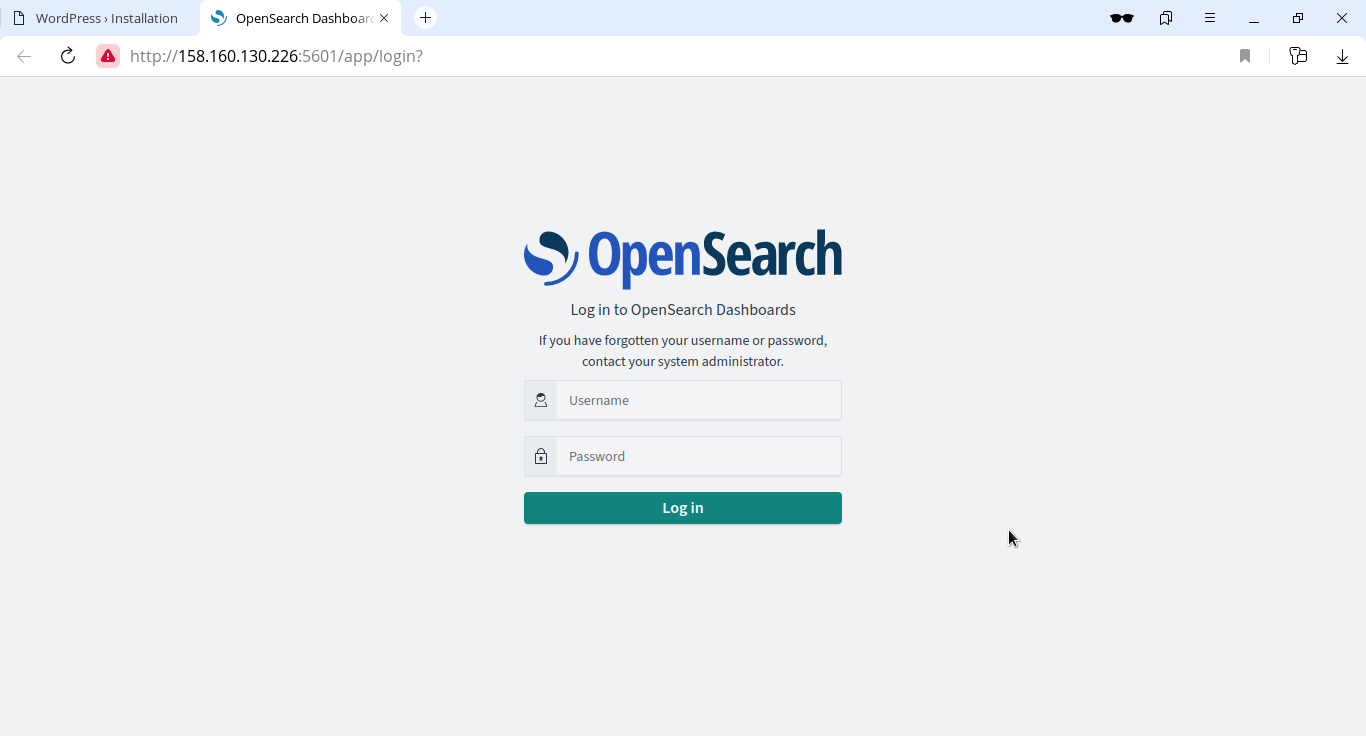 WordPress › Installation
OpenSearch Dashboar
http://158.160.130.226:5601/app/login?
OpenSearch
Log in to OpenSearch Dashboards
If you have forgotten your username or password,
contact your system administrator.
Username
Password
Log in